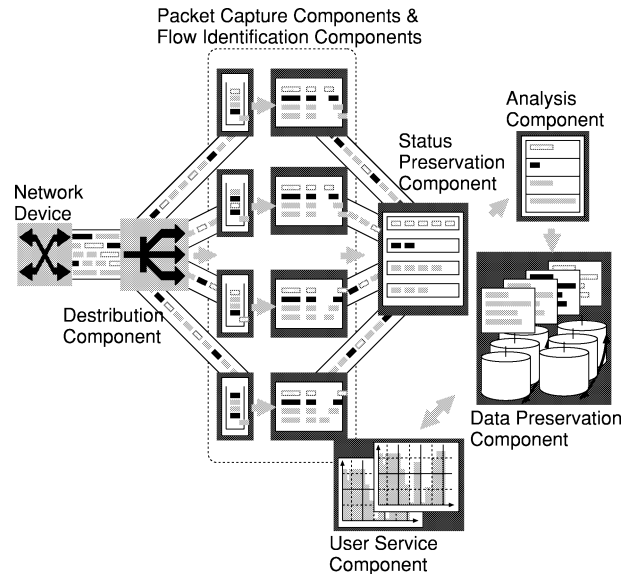 Packet Capture Components &
Flow Identification Components
Analysis
Component
Status
Preservation
Component
Network
Device
Destribution
Component
Data Preservation
Component
User Service
Component